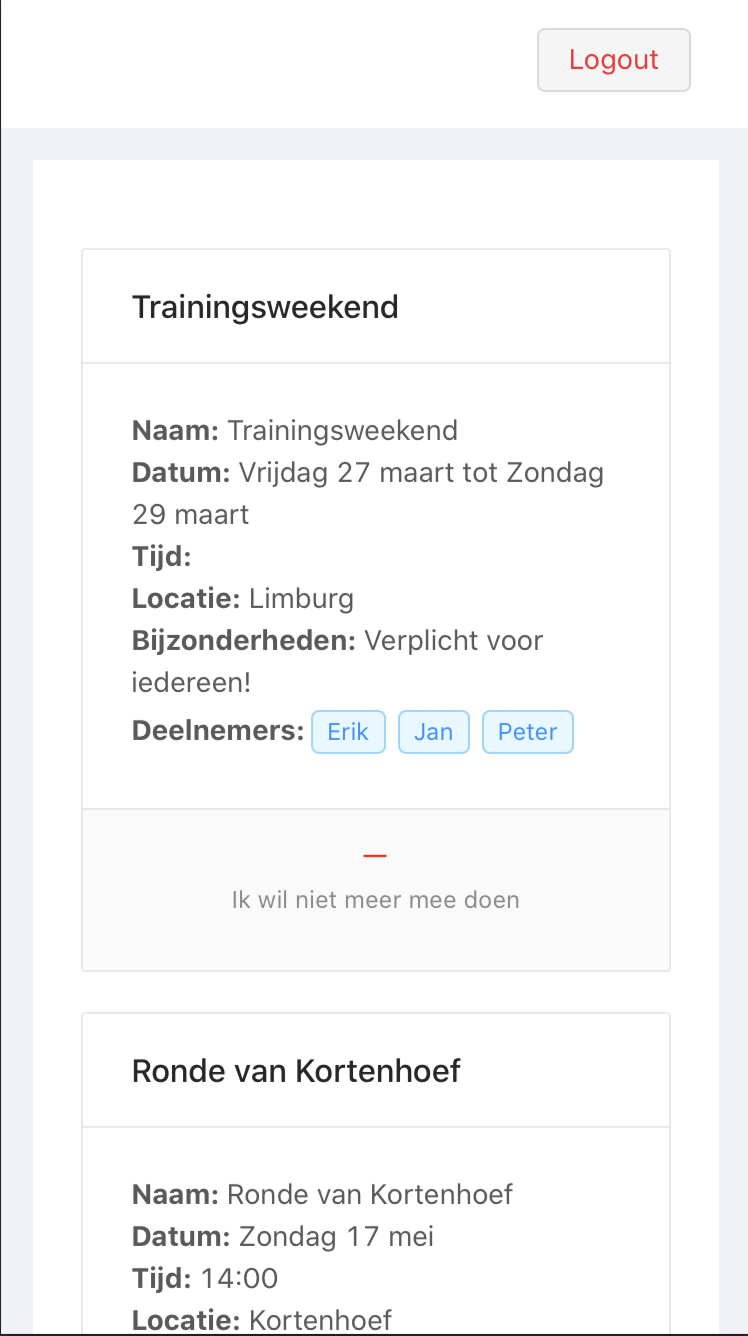 Logout
Trainingsweekend
Naam: Trainingsweekend
Datum: Vrijdag 27 maart tot Zondag
29 maart
Tijd:
Locatie: Limburg
Bijzonderheden: Verplicht voor
iedereen!
Deelnemers: Erik Jan Peter
Ik wil niet meer mee doen
Ronde van Kortenhoef
Naam: Ronde van Kortenhoef
Datum: Zondag 17 mei
Tijd: 14:00
Locatie: Kortenhoef